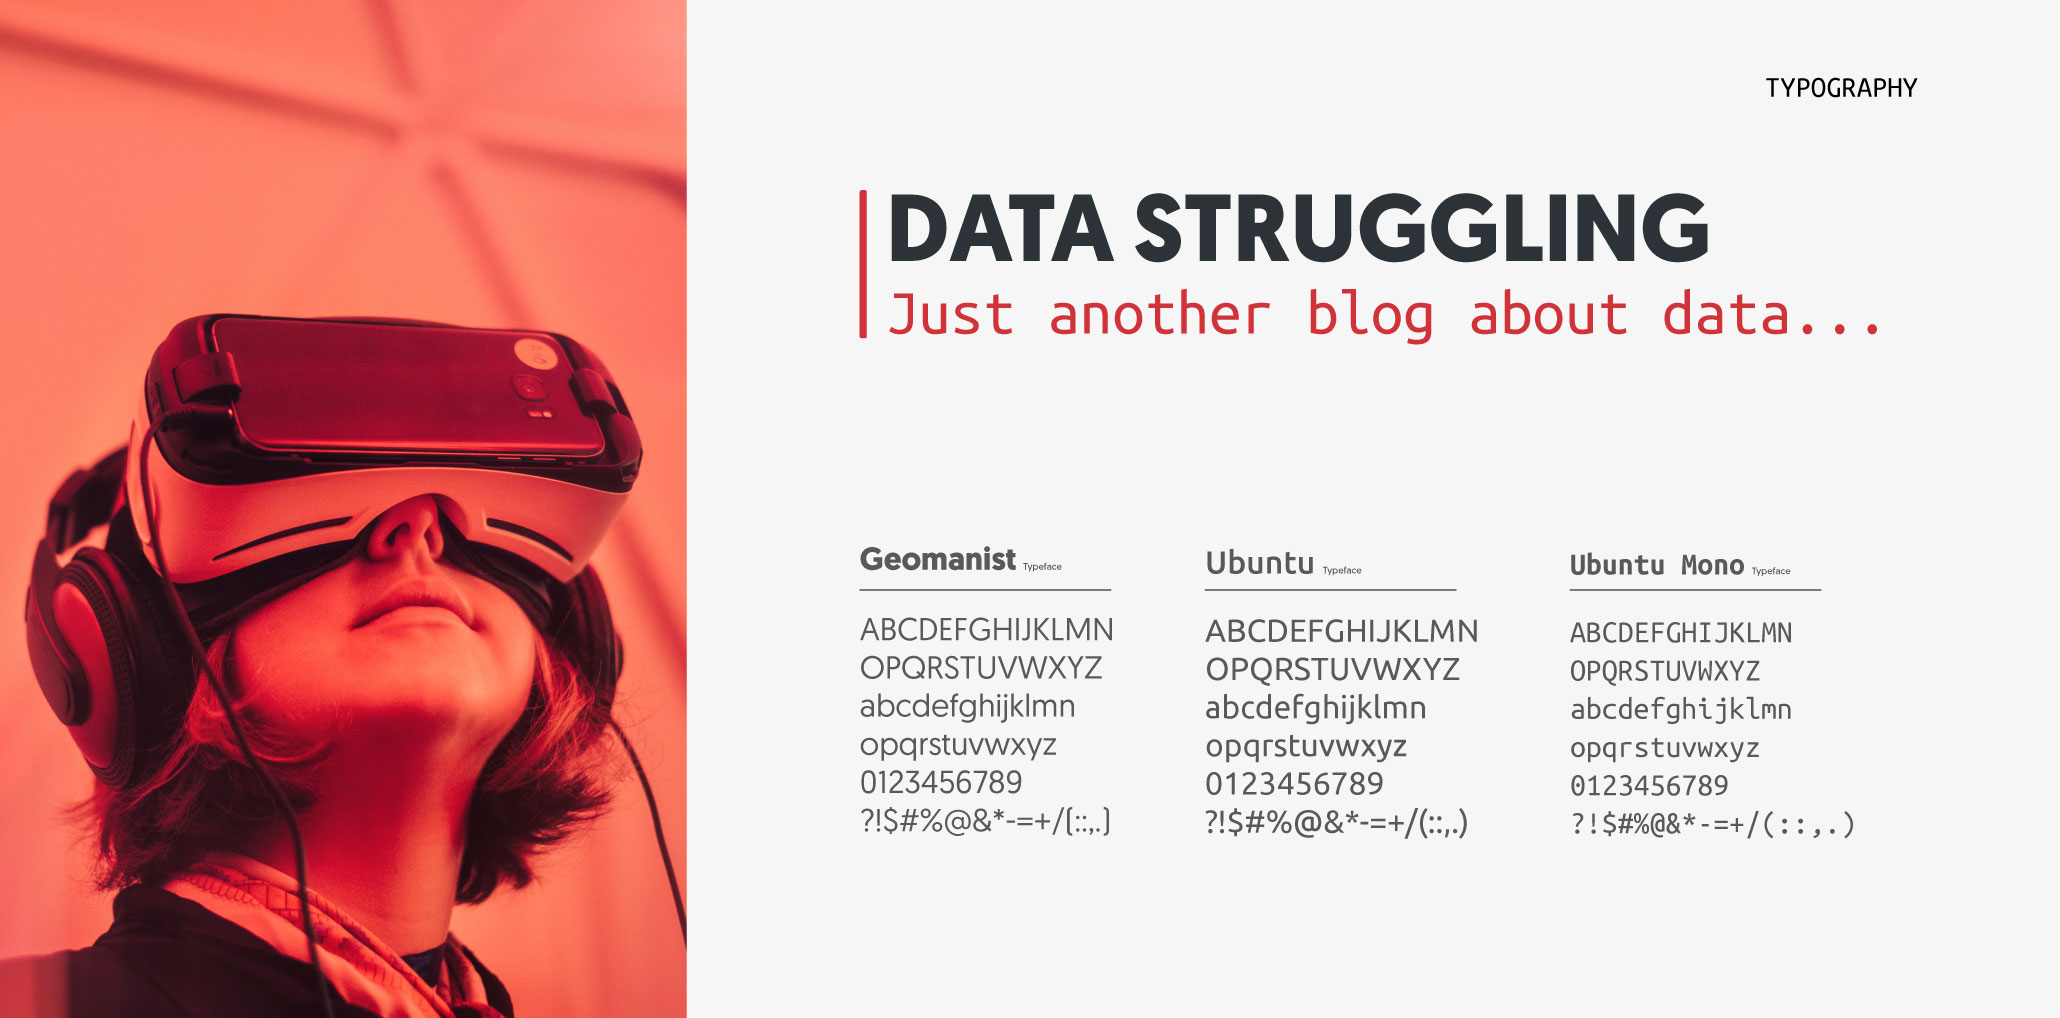 TYPOGRAPHY
DATA STRUGGLING
Just another blog about data...
Geomanist Typeface
ABCDEFGHIJKLMN
OPQRSTUVWXYZ
abcdefghijklmn
opqrstuvwxyz
0123456789
?!$#%@&*-=+/(::,.)
Ubuntu Typeface
ABCDEFGHIJKLMN
OPQRSTUVWXYZ
abcdefghijklmn
opqrstuvwxyz
0123456789
?!$#%@&*-=+/(::,.)
Ubuntu Mono Typeface
ABCDEFGHIJKLMN
OPQRSTUVWXYZ
abcdefghijklmn
opqrstuvwxyz
0123456789
?!$#%@&*-=+/(::,.)